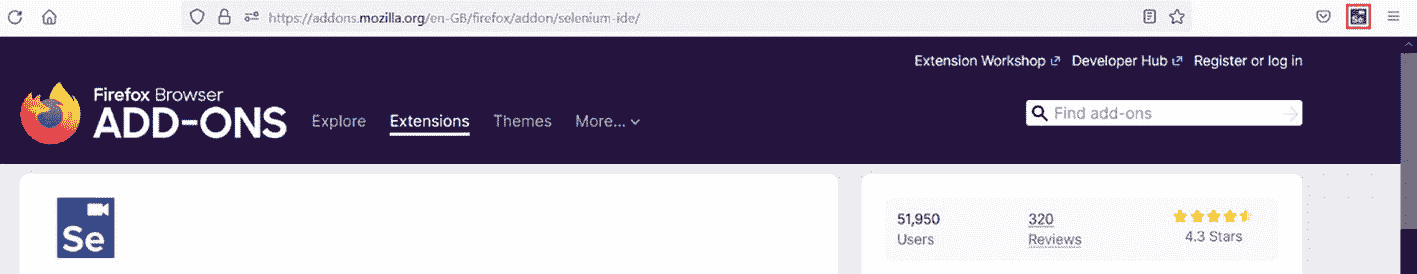 https://addons.mozilla.org/en-GB/firefox/addon/selenium-ide/
Se
Extension Workshop Developer Hub Register or log in
Firefox Browser
ADD-ONS
Explore Extensions Themes More...
Find add-ons
Se
51,950
Users
320
Reviews
4.3 Stars